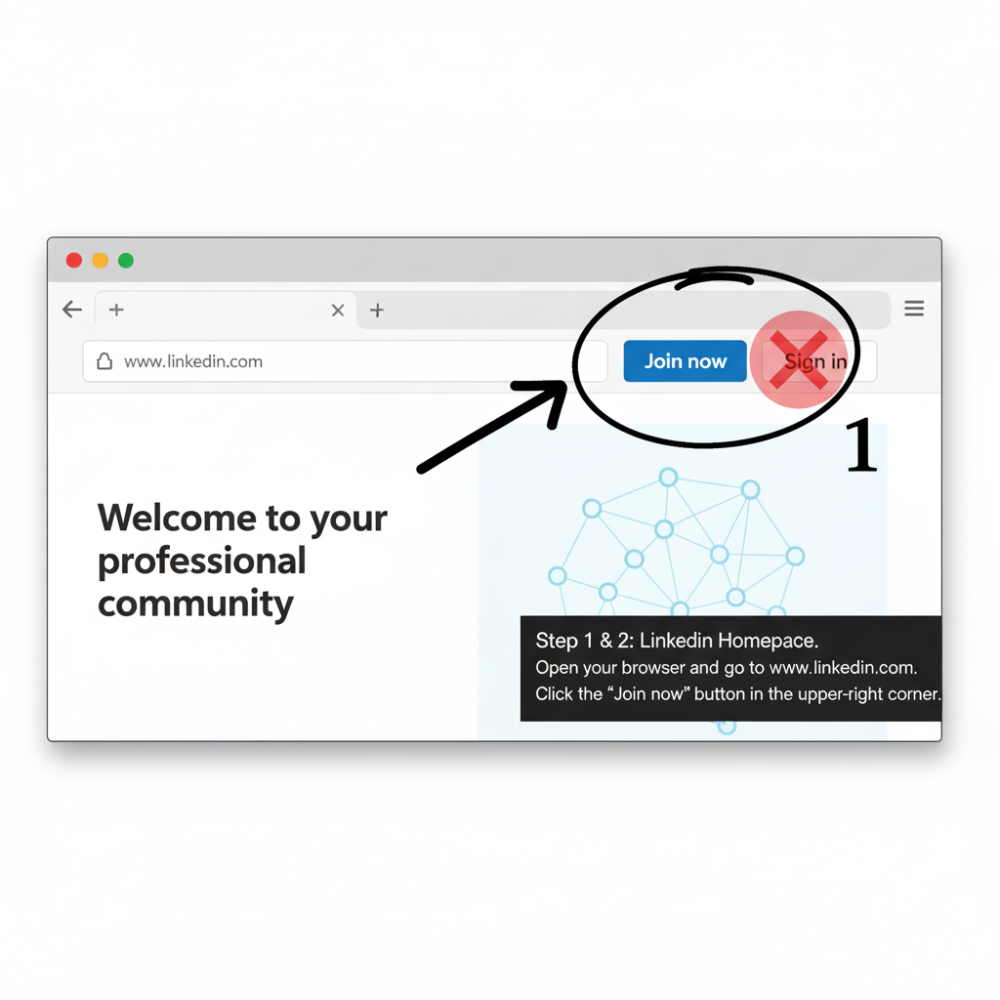 www.linkedin.com
Join now
Sign in
1
Welcome to your
professional
community
Step 1 & 2: Linkedin Homepace.
Open your browser and go to www.linkedin.com.
Click the “Join now” button in the upper-right corner.